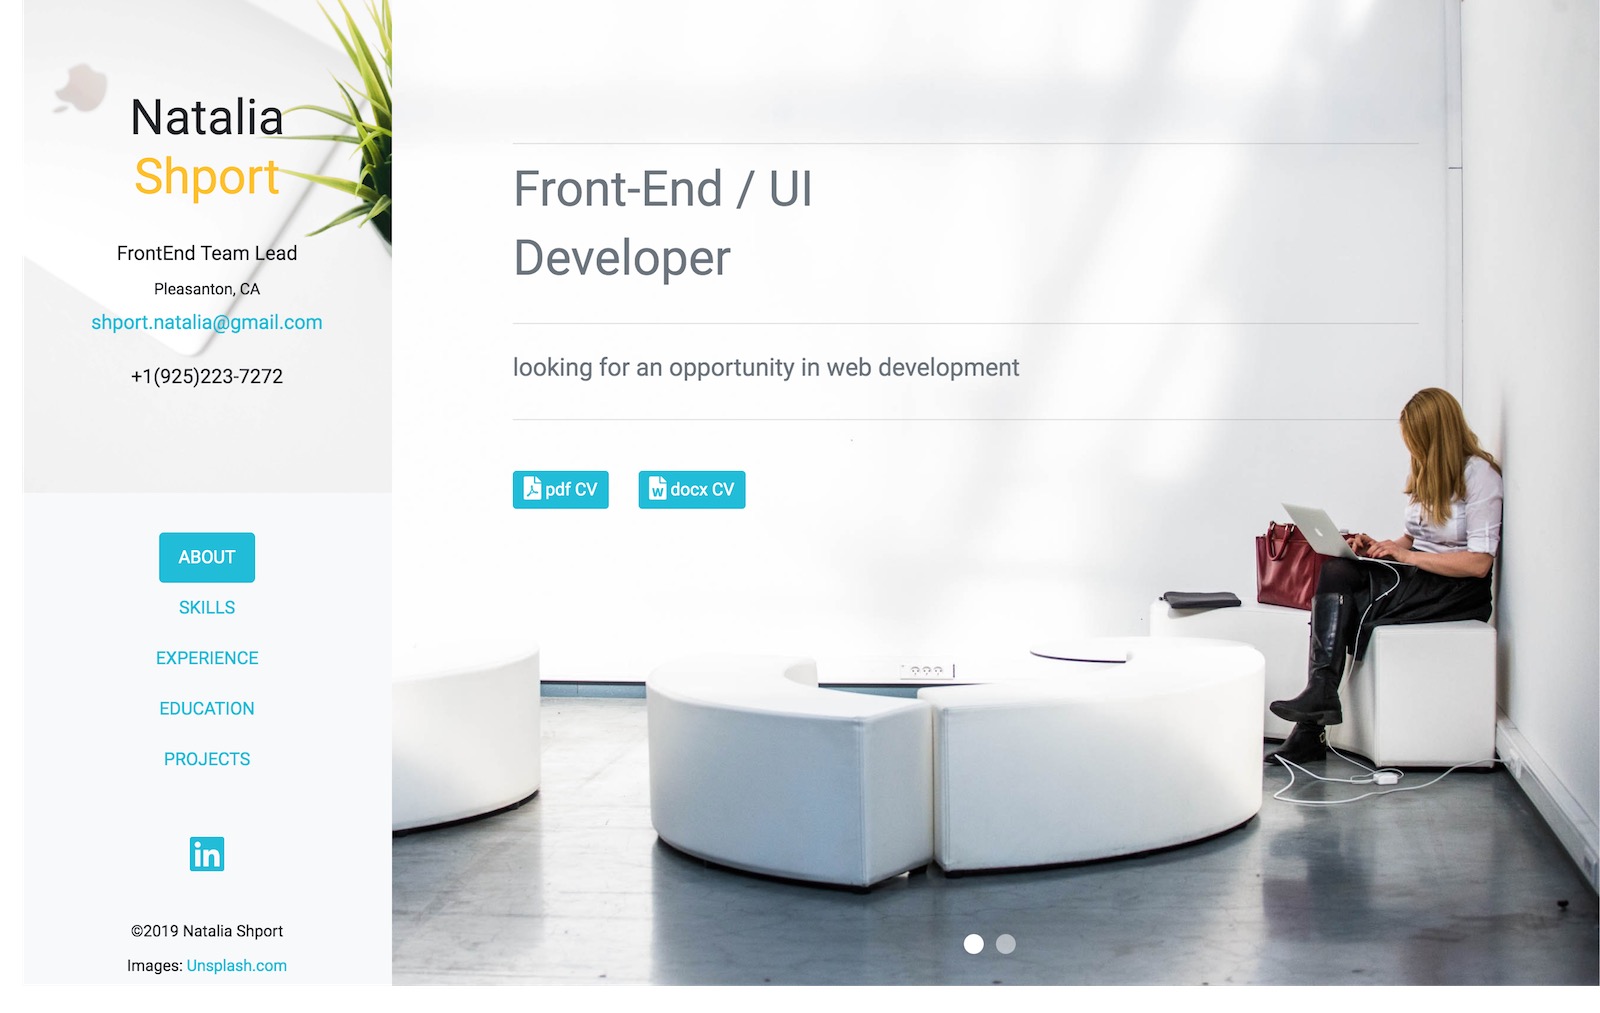 Natalia
Shport
FrontEnd Team Lead
Pleasanton, CA
shport.natalia@gmail.com
+1(925)223-7272
ABOUT
SKILLS
EXPERIENCE
EDUCATION
PROJECTS
in
©2019 Natalia Shport
Images: Unsplash.com
Front-End / UI
Developer
looking for an opportunity in web development
pdf CV
docx CV